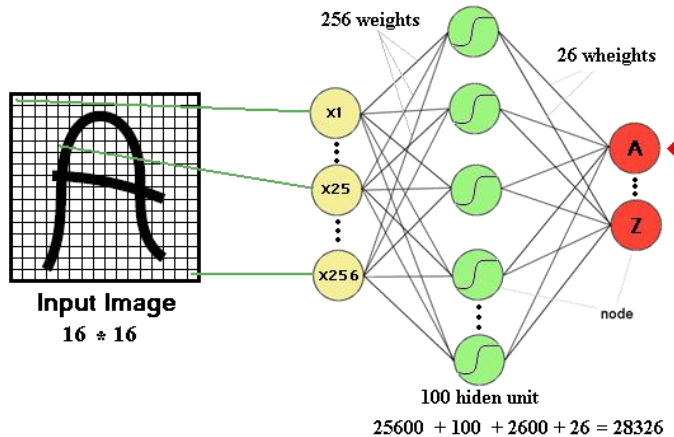 256 weights
26 wheights
x1
x25
x256
A
Z
node
Input Image
16 * 16
100 hiden unit
25600 + 100 + 2600 + 26 = 28326